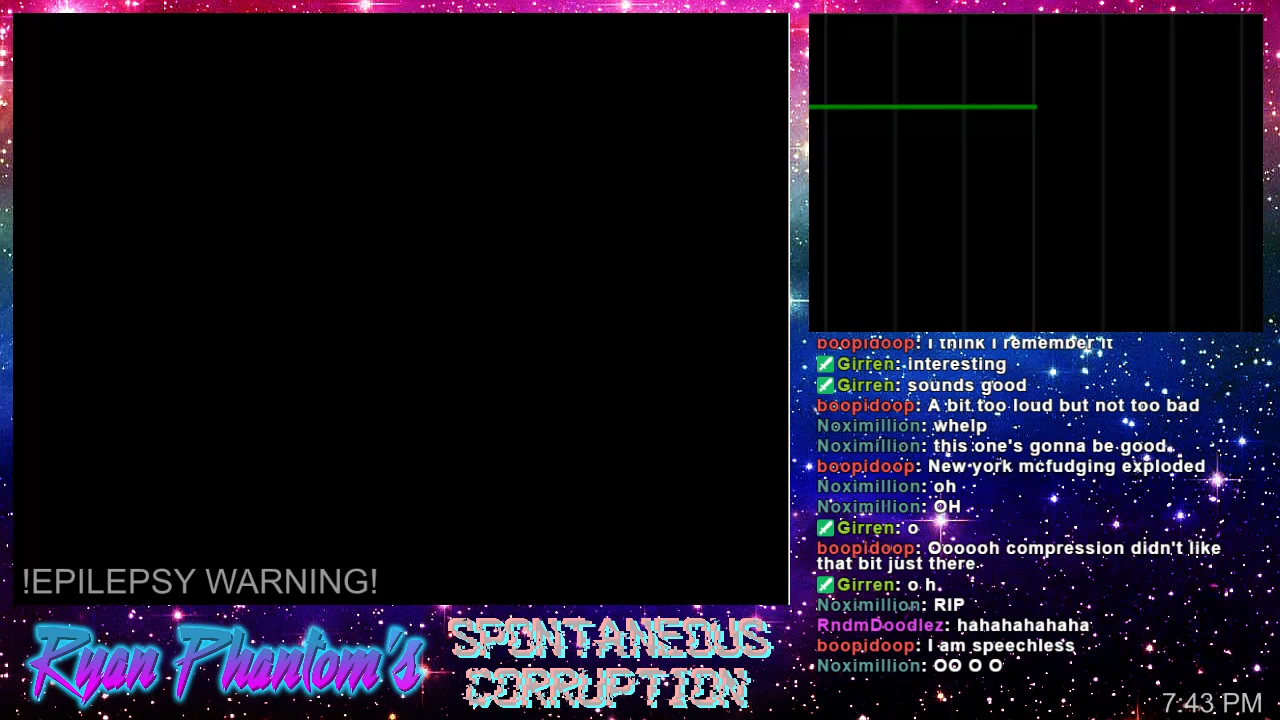 boopidoop: I think I remember it
Girren: interesting
Girren: sounds good
boopidoop: A bit too loud but not too bad
Noximillion: whelp
Noximillion: this one's gonna be good
boopidoop: New york mcfudging exploded
Noximillion: oh
Noximillion: OH
Girren: o
boopidoop: Oooooh compression didn't like
that bit just there
Girren: o h
Noximillion: RIP
RndmDoodlez: hahahahahaha
boopidoop: I am speechless
Noximillion: OO O O
!EPILEPSY WARNING!
Ryan Phantom's
SPONTANEOUS
CORRUPTION
7:43 PM